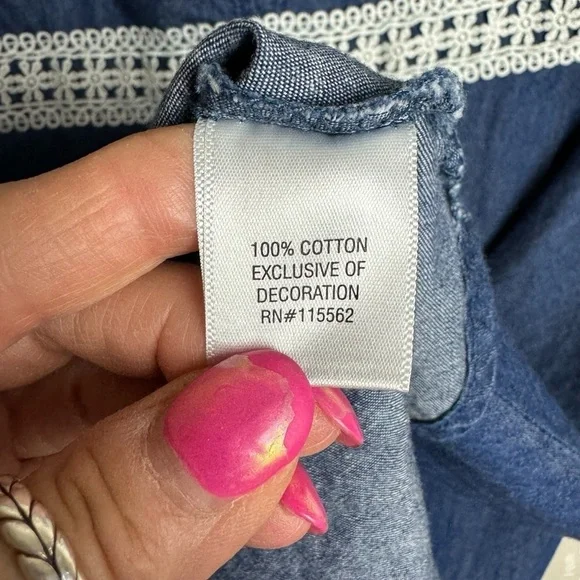 100% COTTON
EXCLUSIVE OF
DECORATION
RN#115562